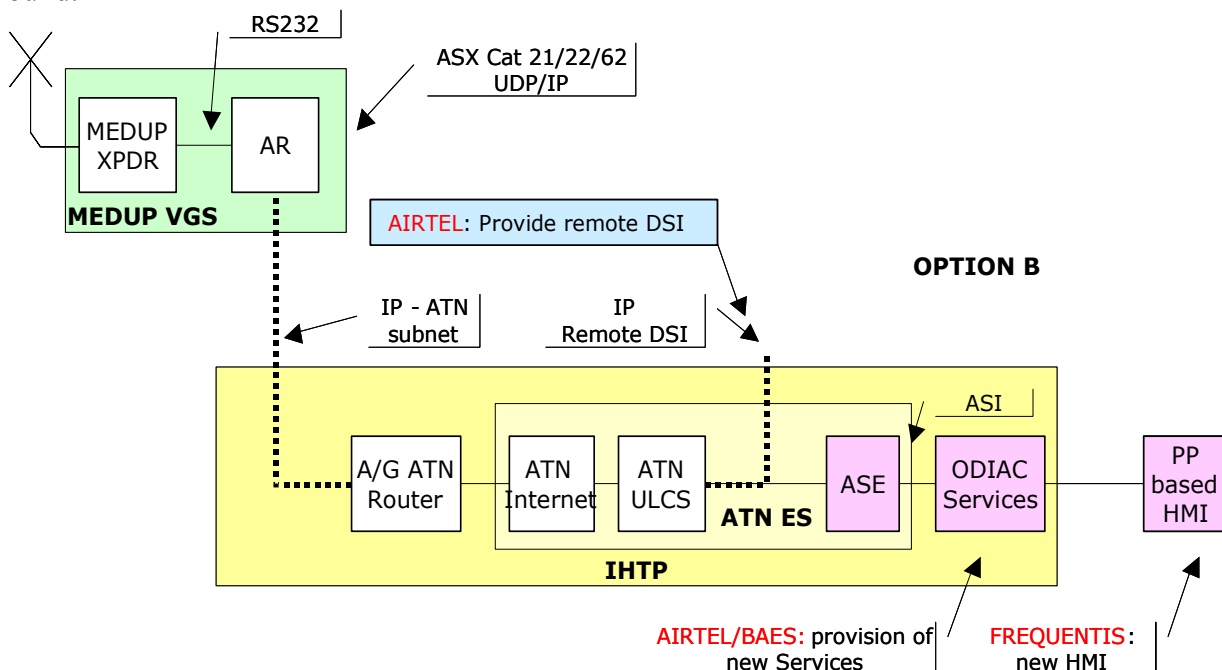 RS232
ASX Cat 21/22/62
UDP/IP
MEDUP
XPDR
AR
MEDUP VGS
AIRTEL: Provide remote DSI
OPTION B
IP - ATN
subnet
IP
Remote DSI
ASI
A/G ATN
Router
ATN
Internet
ATN
ULCS
ASE
ODIAC
Services
PP
based
HMI
ATN ES
IHTP
AIRTEL/BAES: provision of
new Services
FREQUENTIS:
new HMI